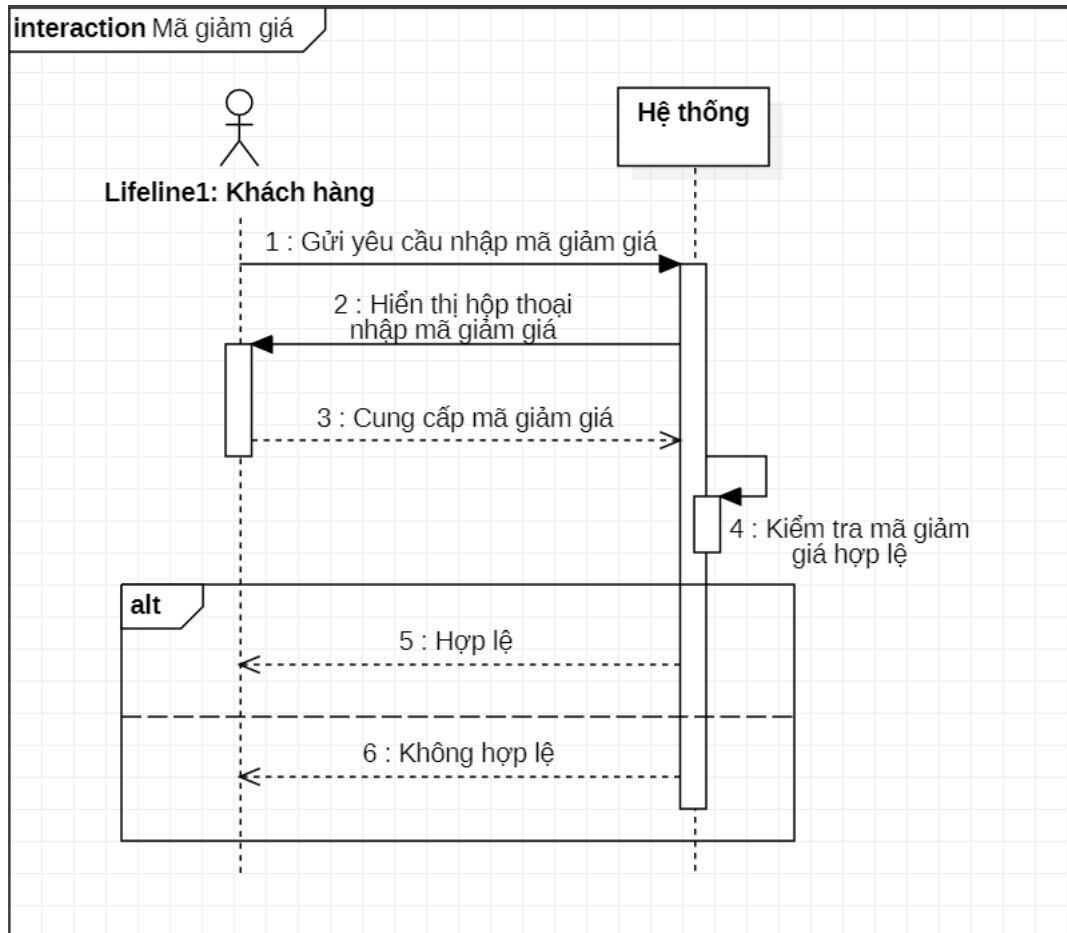 interaction Mã giảm giá
Hệ thống
Lifeline1: Khách hàng
1 : Gửi yêu cầu nhập mã giảm giá
2 : Hiển thị hộp thoại
nhập mã giảm giá
3 : Cung cấp mã giảm giá
4 : Kiểm tra mã giảm
giá hợp lệ
alt
5 : Hợp lệ
6 : Không hợp lệ